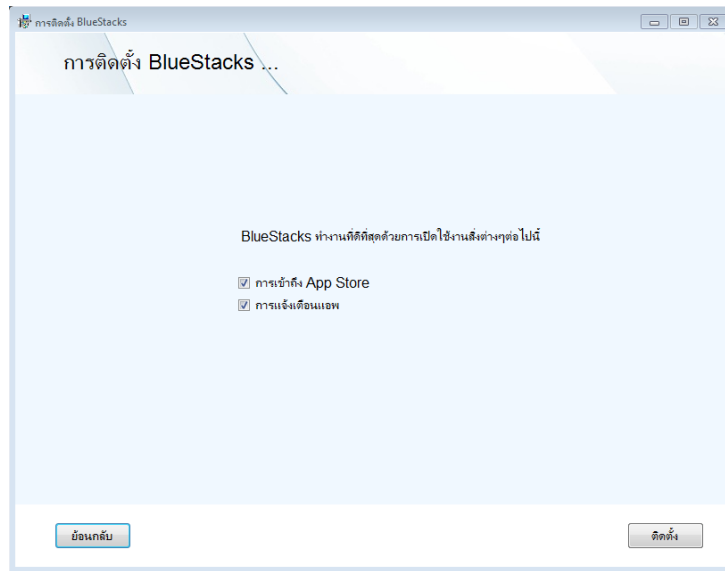 การติดตั้ง BlueStacks
การติดตั้ง BlueStacks ...
BlueStacks ทำงานที่ดีที่สุดด้วยการเปิดใช้งานสิ่งต่างๆต่อไปนี้
การเข้าถึง App Store
การแจ้งเตือนแอพ
ย้อนกลับ
ติดตั้ง